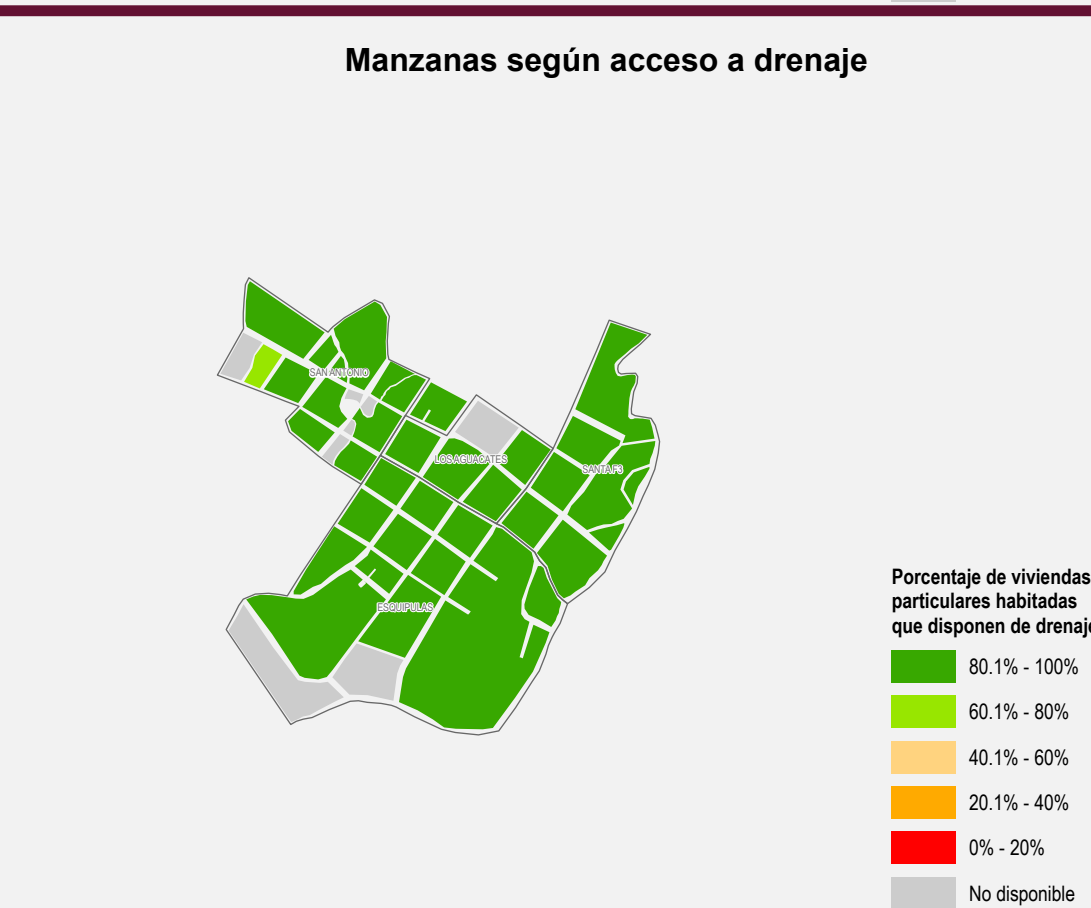 Manzanas según acceso a drenaje
SAN ANTONIO
LOS AGUACATES
SANTA F3
ESQUIPULAS
Porcentaje de viviendas
particulares habitadas
que disponen de drenaje
80.1% - 100%
60.1% - 80%
40.1% - 60%
20.1% - 40%
0% - 20%
No disponible